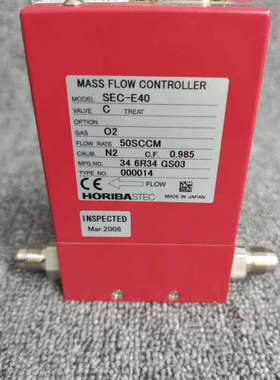 MASS FLOW CONTROLLER
MODEL SEC-E40
VALVE C TREAT
OPTION
GAS O2
FLOW RATE 50SCCM
CALIB. N2 C.F. 0.985
MFG.NO. 34 6R34 GS03
TYPE NO. 000014
CE FLOW
HORIBASTEC MADE IN JAPAN
INSPECTED
Mar.2008